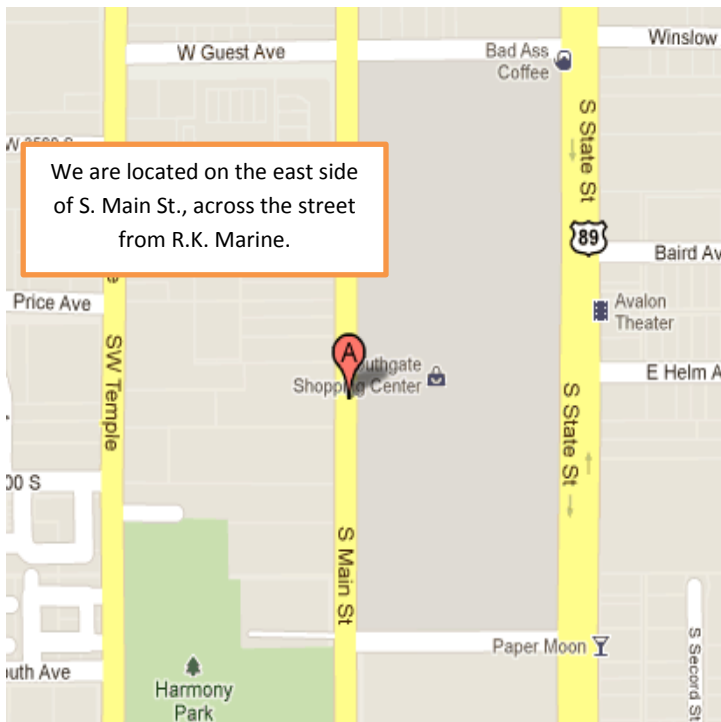 W Guest Ave
Bad Ass
Coffee
Winslow
S State St
We are located on the east side
of S. Main St., across the street
from R.K. Marine.
89
Baird Av
Price Ave
Avalon
Theater
SW Temple
A
Shopping Center
E Helm A
S State St
00 S
S Main St
Paper Moon
S Second St
Harmony
Park